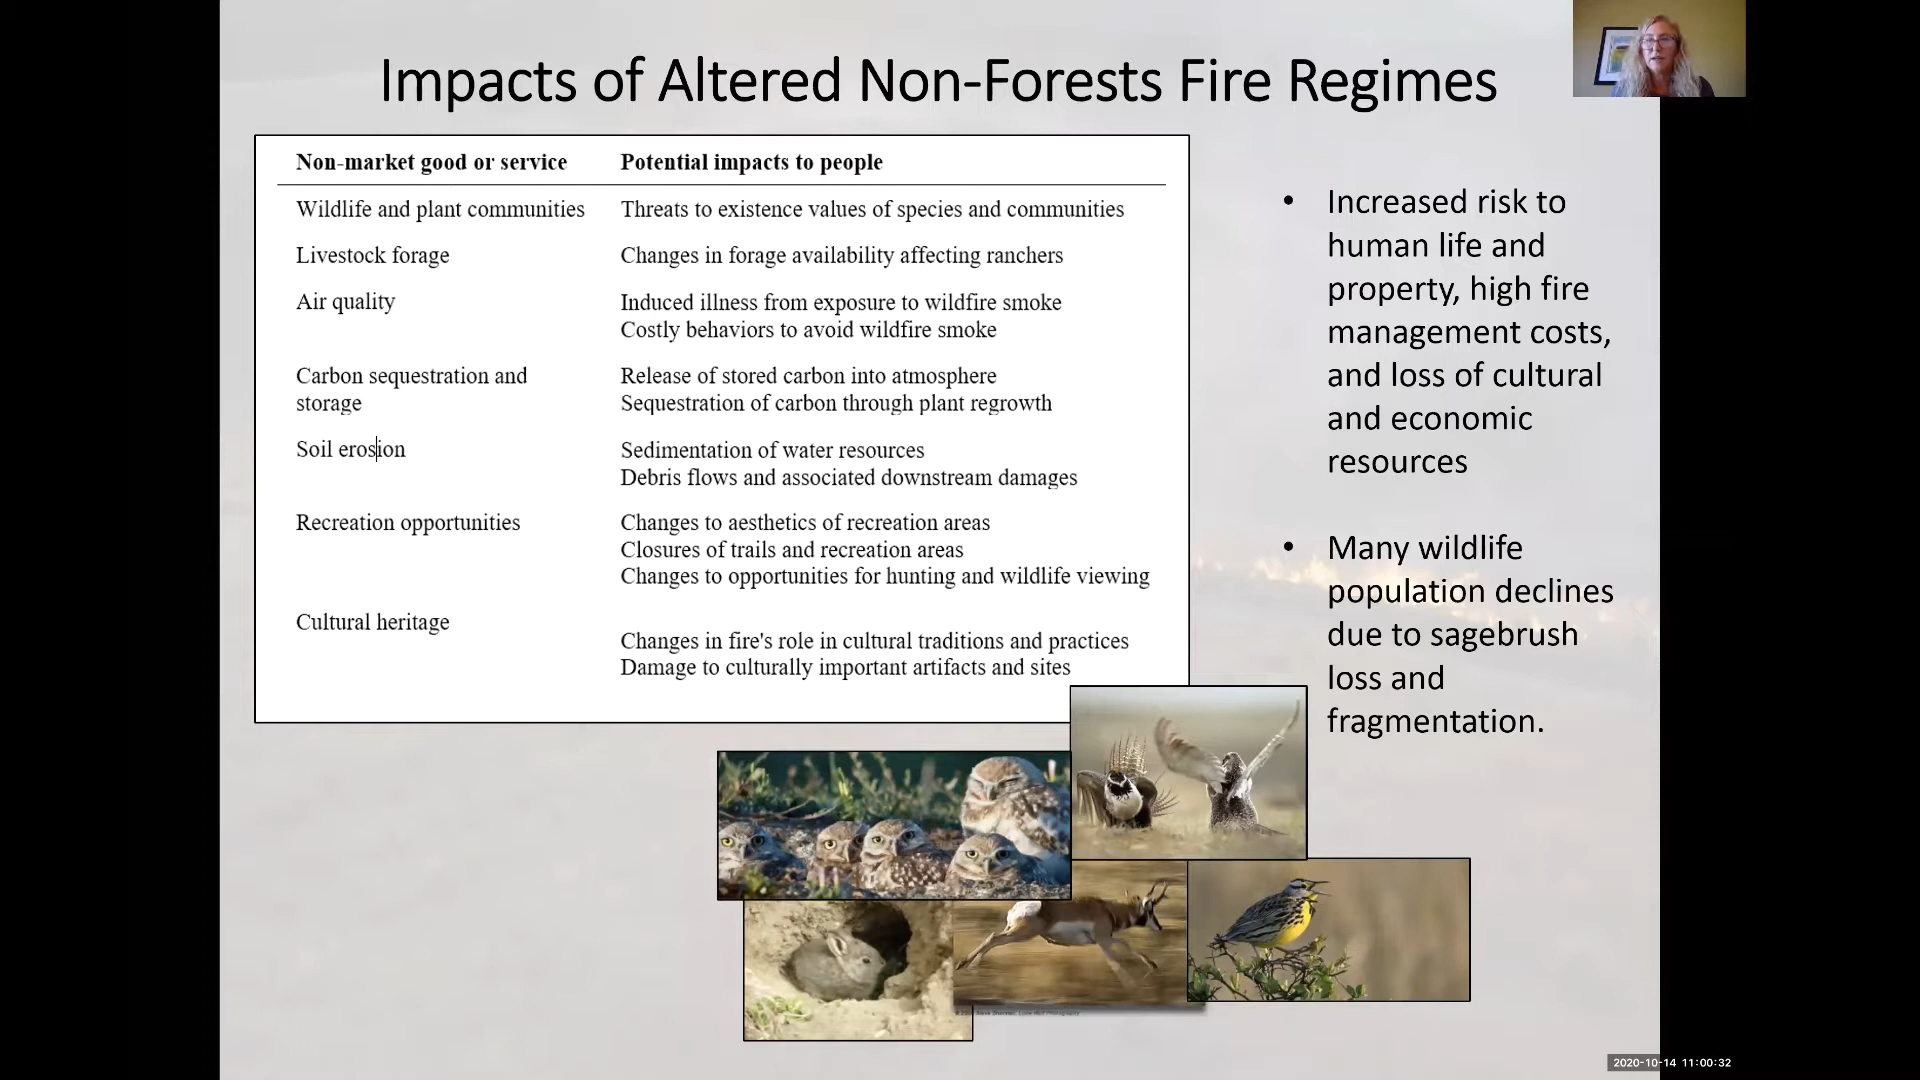 Impacts of Altered Non-Forests Fire Regimes
Non-market good or service
Potential impacts to people
Wildlife and plant communities
Threats to existence values of species and communities
Livestock forage
Changes in forage availability affecting ranchers
Air quality
Induced illness from exposure to wildfire smoke
Costly behaviors to avoid wildfire smoke
Carbon sequestration and
storage
Release of stored carbon into atmosphere
Sequestration of carbon through plant regrowth
Soil erosion
Sedimentation of water resources
Debris flows and associated downstream damages
Recreation opportunities
Changes to aesthetics of recreation areas
Closures of trails and recreation areas
Changes to opportunities for hunting and wildlife viewing
Cultural heritage
Changes in fire's role in cultural traditions and practices
Damage to culturally important artifacts and sites
• Increased risk to
human life and
property, high fire
management costs,
and loss of cultural
and economic
resources
• Many wildlife
population declines
due to sagebrush
loss and
fragmentation.
2020-10-14 11:00:32